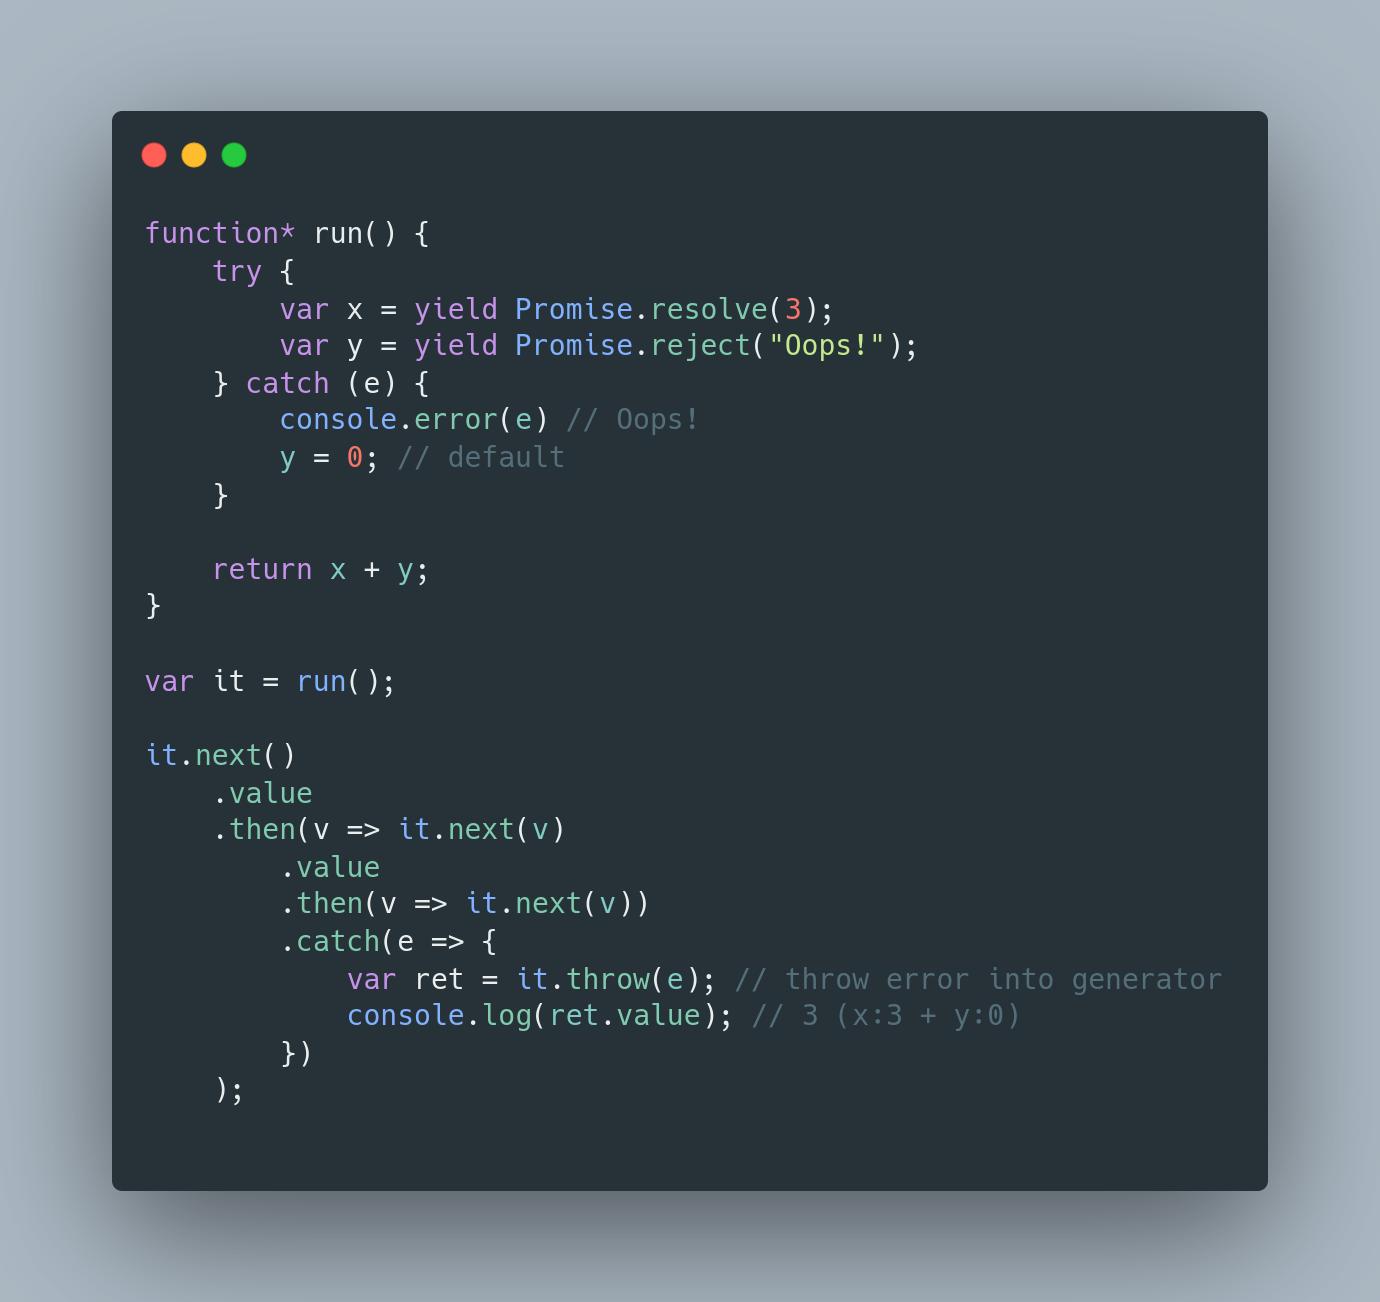 function* run() {
    try {
        var x = yield Promise.resolve(3);
        var y = yield Promise.reject("Oops!");
    } catch (e) {
        console.error(e) // Oops!
        y = 0; // default
    }

    return x + y;
}

var it = run();

it.next()
    .value
    .then(v => it.next(v)
        .value
        .then(v => it.next(v))
        .catch(e => {
            var ret = it.throw(e); // throw error into generator
            console.log(ret.value); // 3 (x:3 + y:0)
        })
    );